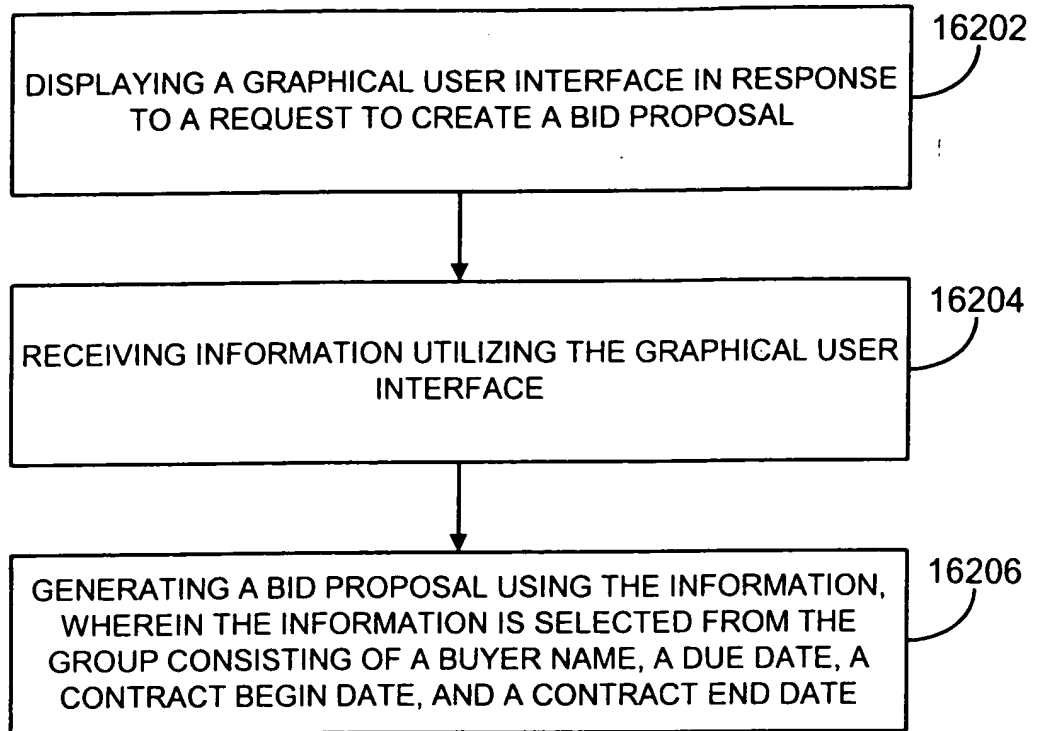 16202
DISPLAYING A GRAPHICAL USER INTERFACE IN RESPONSE
TO A REQUEST TO CREATE A BID PROPOSAL
16204
RECEIVING INFORMATION UTILIZING THE GRAPHICAL USER
INTERFACE
16206
GENERATING A BID PROPOSAL USING THE INFORMATION,
WHEREIN THE INFORMATION IS SELECTED FROM THE
GROUP CONSISTING OF A BUYER NAME, A DUE DATE, A
CONTRACT BEGIN DATE, AND A CONTRACT END DATE